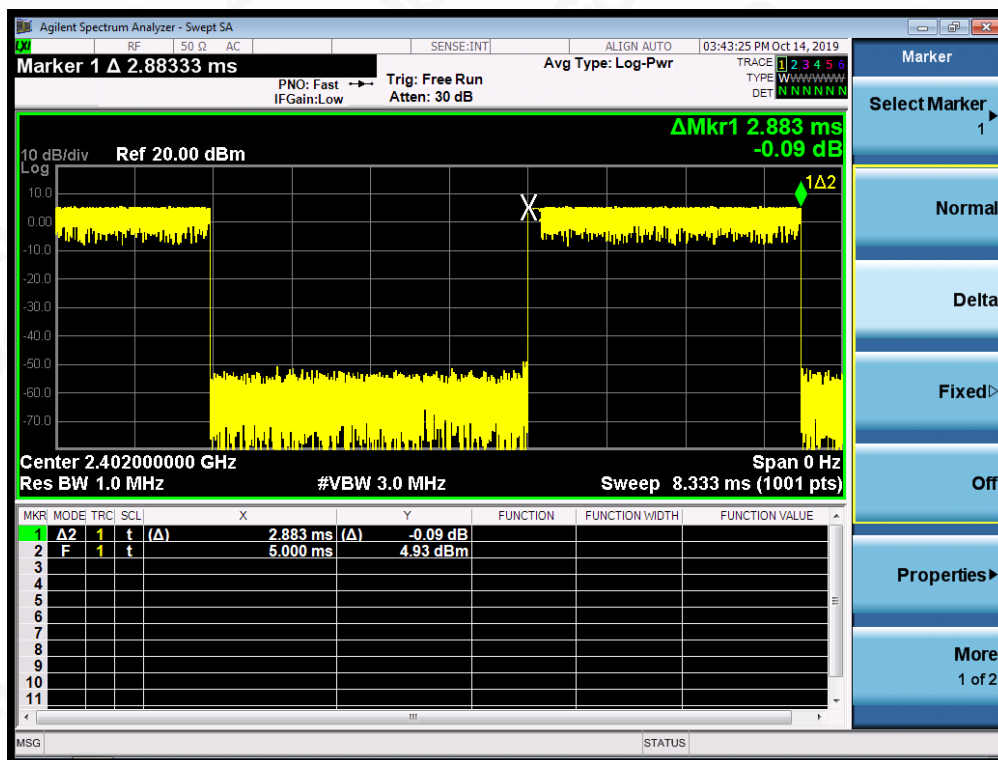 Agilent Spectrum Analyzer - Swept SA
LXI RF 50 Ω AC SENSE:INT ALIGN AUTO 03:43:25 PM Oct 14, 2019
Marker 1 Δ 2.88333 ms
PNO: Fast
IFGain:Low
Trig: Free Run
Atten: 30 dB
Avg Type: Log-Pwr
TRACE 1 2 3 4 5 6
TYPE WWWWWWW
DET N N N N N N
ΔMkr1 2.883 ms
-0.09 dB
10 dB/div Ref 20.00 dBm
Log
1Δ2
10.0
0.00
-10.0
-20.0
-30.0
-40.0
-50.0
-60.0
-70.0
Center 2.402000000 GHz Span 0 Hz
Res BW 1.0 MHz #VBW 3.0 MHz Sweep 8.333 ms (1001 pts)
MKR MODE TRC SCL X Y FUNCTION FUNCTION WIDTH FUNCTION VALUE
1 Δ2 1 t (Δ) 2.883 ms (Δ) -0.09 dB
2 F 1 t 5.000 ms 4.93 dBm
3
4
5
6
7
8
9
10
11
MSG STATUS
Marker
Select Marker
1
Normal
Delta
Fixed
Off
Properties
More
1 of 2